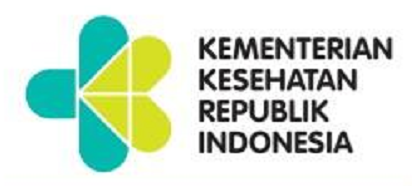 KEMENTERIAN
KESEHATAN
REPUBLIK
INDONESIA